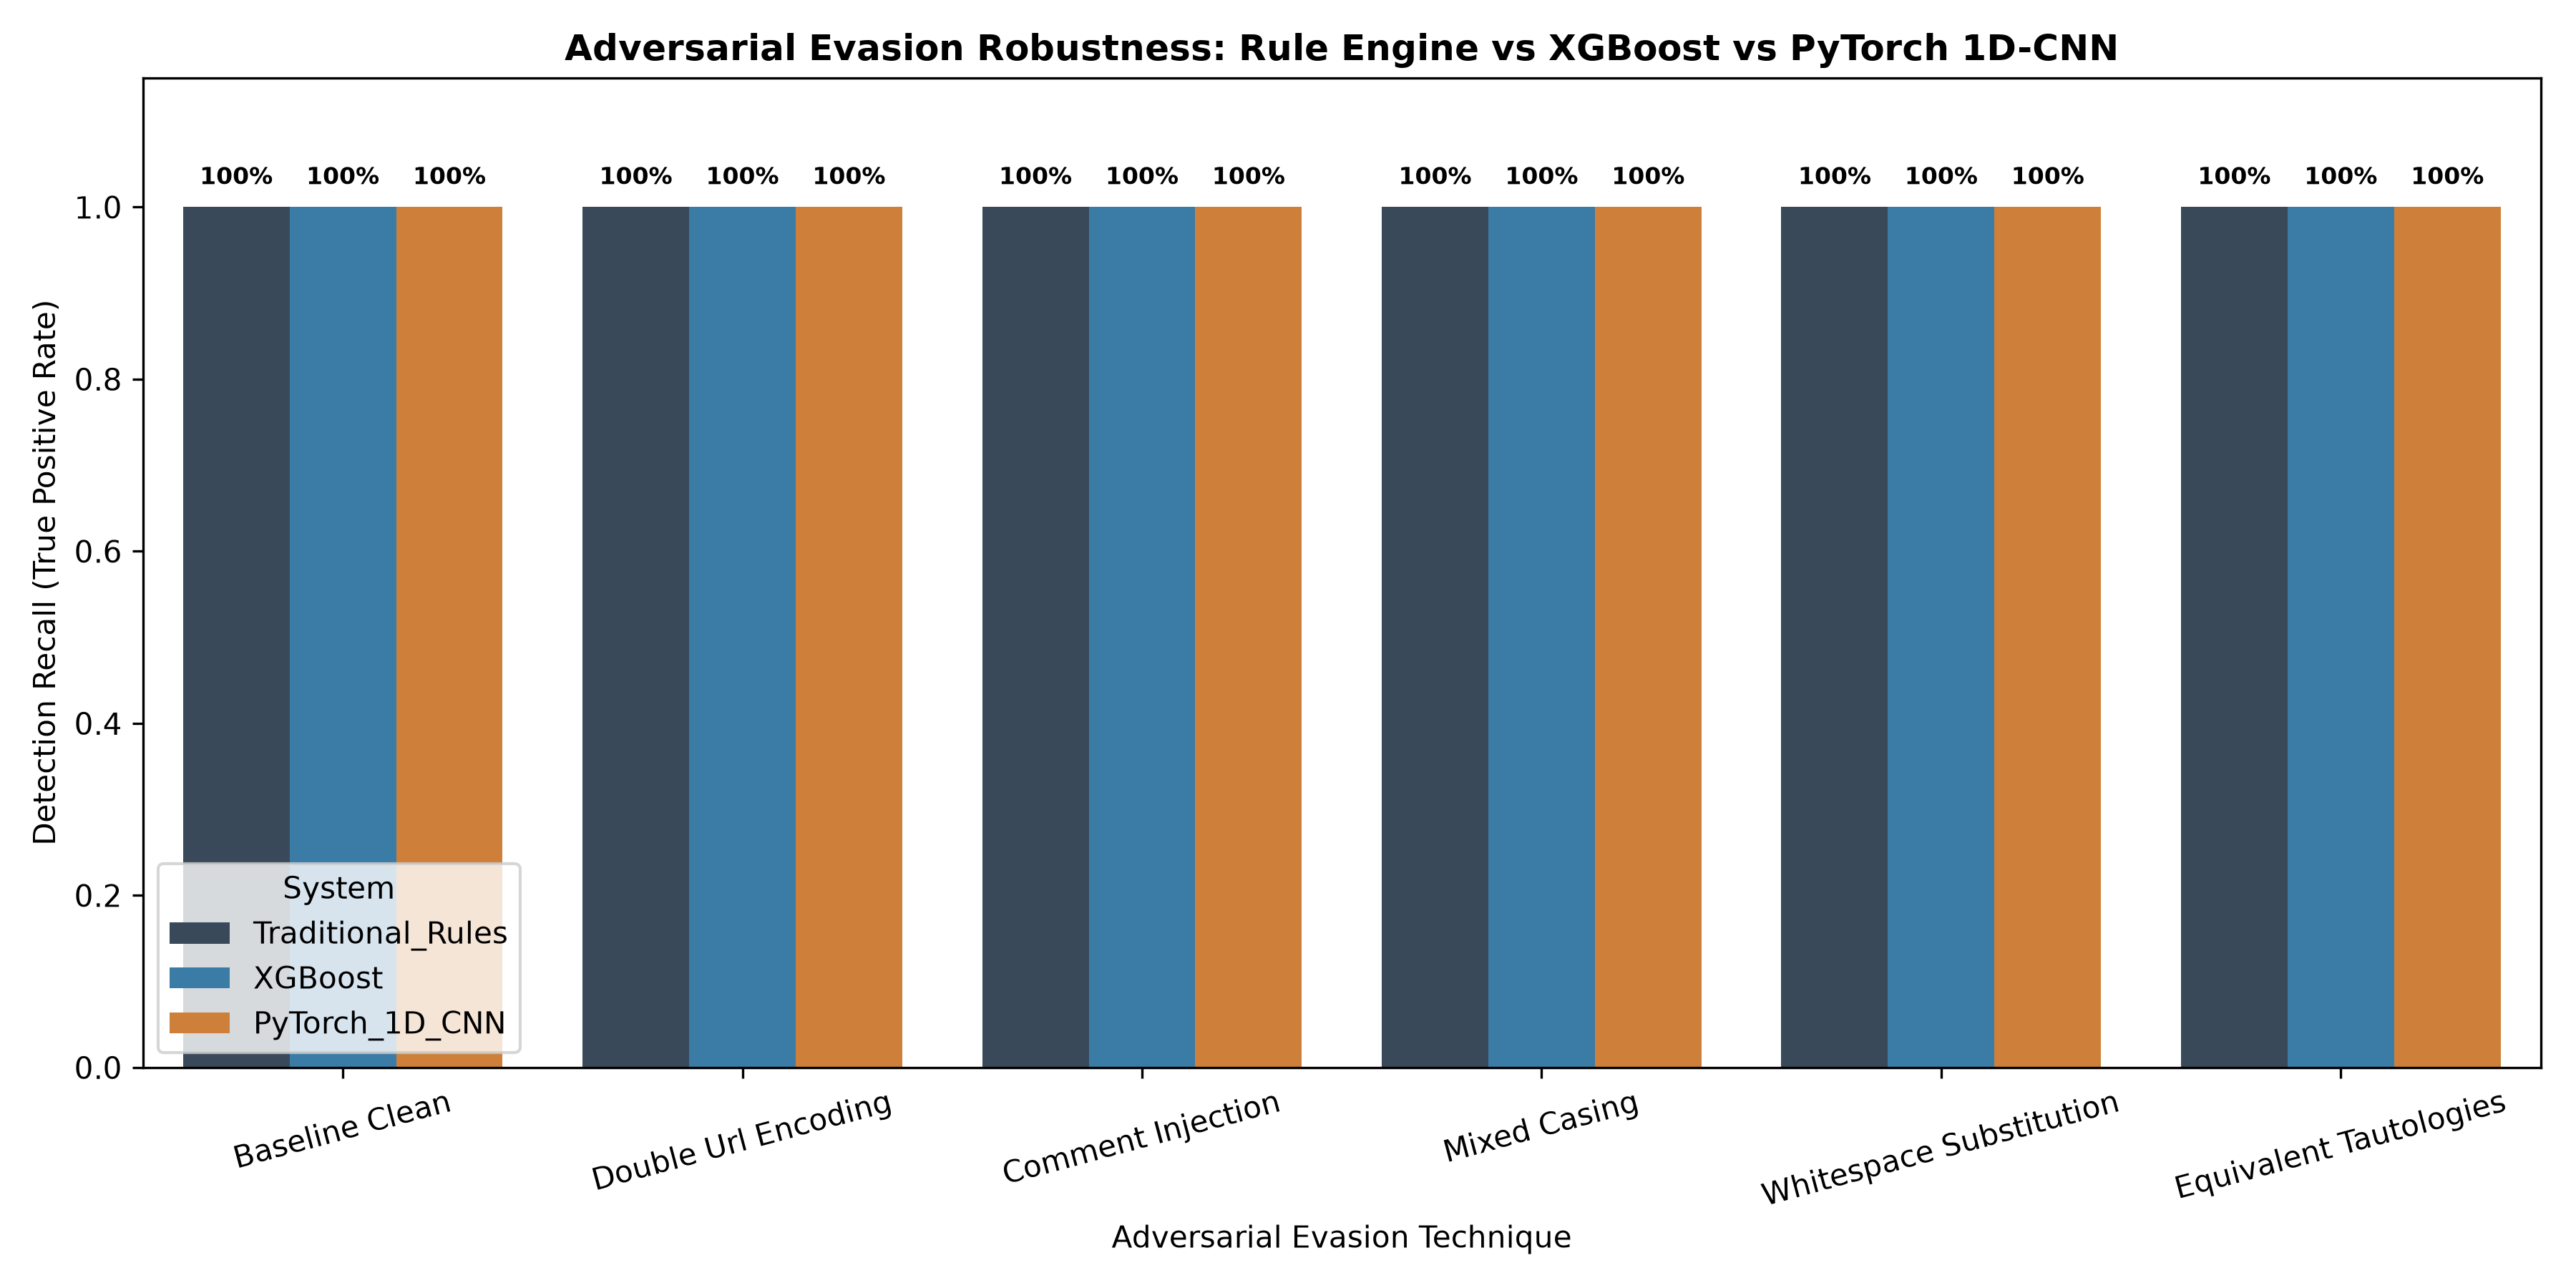 Adversarial Evasion Robustness: Rule Engine vs XGBoost vs PyTorch 1D-CNN
Detection Recall (True Positive Rate)
1.0
0.8
0.6
0.4
0.2
0.0
100% 100% 100% 100% 100% 100% 100% 100% 100% 100% 100% 100% 100% 100% 100% 100% 100% 100%
System
Traditional_Rules
XGBoost
PyTorch_1D_CNN
Baseline Clean
Double Url Encoding
Comment Injection
Mixed Casing
Whitespace Substitution
Equivalent Tautologies
Adversarial Evasion Technique